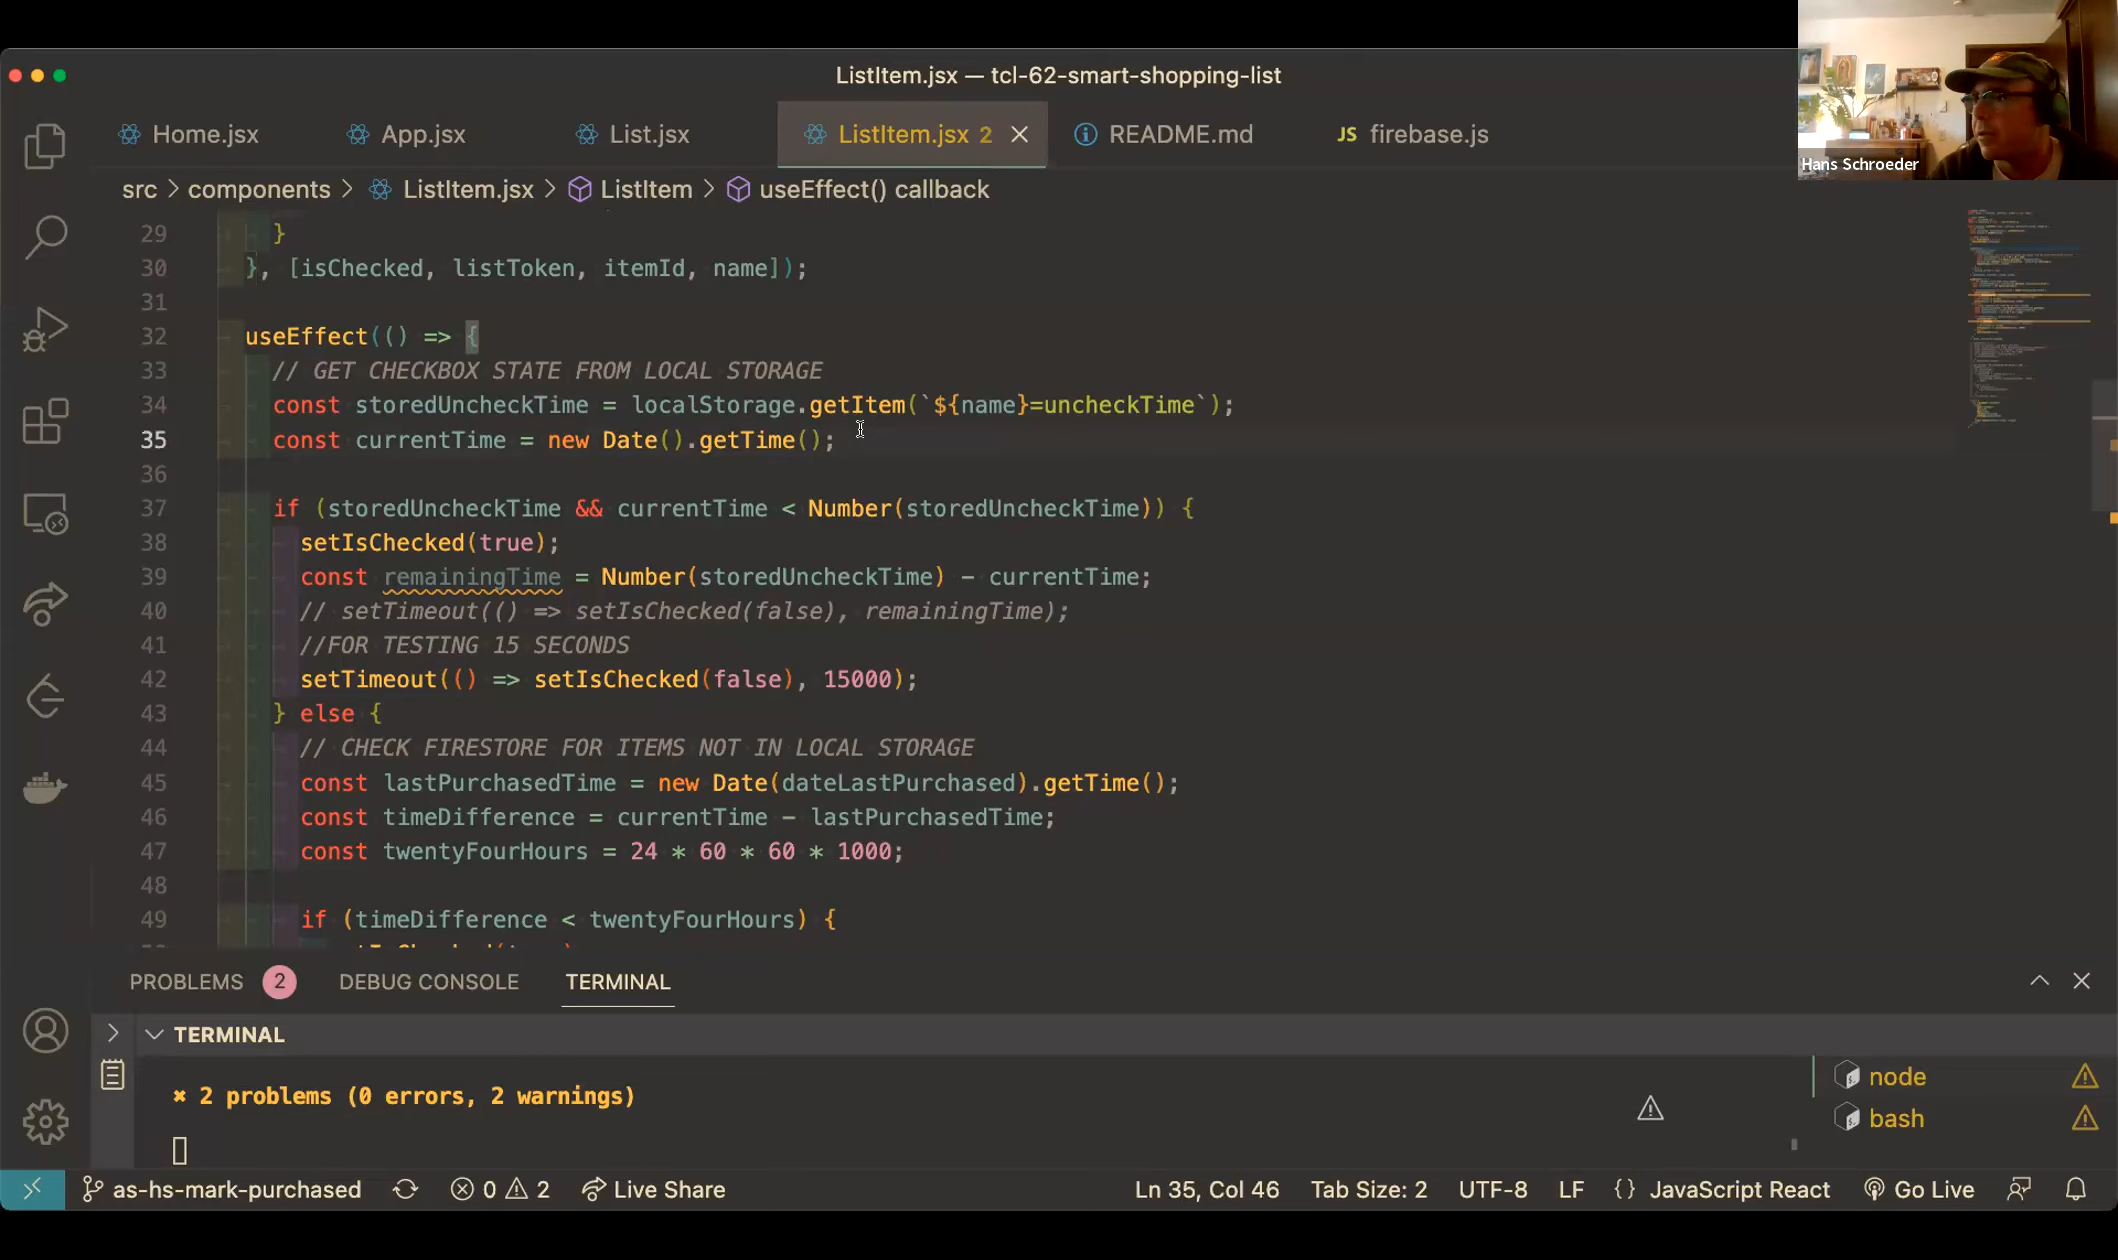 ListItem.jsx — tcl-62-smart-shopping-list
Hans Schroeder
Home.jsx App.jsx List.jsx ListItem.jsx 2 README.md JS firebase.js
src > components > ListItem.jsx > ListItem > useEffect() callback
29 }
30 }, [isChecked, listToken, itemId, name]);
31
32 useEffect(() => {
33 // GET CHECKBOX STATE FROM LOCAL STORAGE
34 const storedUncheckTime = localStorage.getItem(`${name}=uncheckTime`);
35 const currentTime = new Date().getTime();
36
37 if (storedUncheckTime && currentTime < Number(storedUncheckTime)) {
38 setIsChecked(true);
39 const remainingTime = Number(storedUncheckTime) - currentTime;
40 // setTimeout(() => setIsChecked(false), remainingTime);
41 //FOR TESTING 15 SECONDS
42 setTimeout(() => setIsChecked(false), 15000);
43 } else {
44 // CHECK FIRESTORE FOR ITEMS NOT IN LOCAL STORAGE
45 const lastPurchasedTime = new Date(dateLastPurchased).getTime();
46 const timeDifference = currentTime - lastPurchasedTime;
47 const twentyFourHours = 24 * 60 * 60 * 1000;
48
49 if (timeDifference < twentyFourHours) {
PROBLEMS 2 DEBUG CONSOLE TERMINAL
TERMINAL
✖ 2 problems (0 errors, 2 warnings)
node
bash
as-hs-mark-purchased 0 2 Live Share Ln 35, Col 46 Tab Size: 2 UTF-8 LF {} JavaScript React Go Live